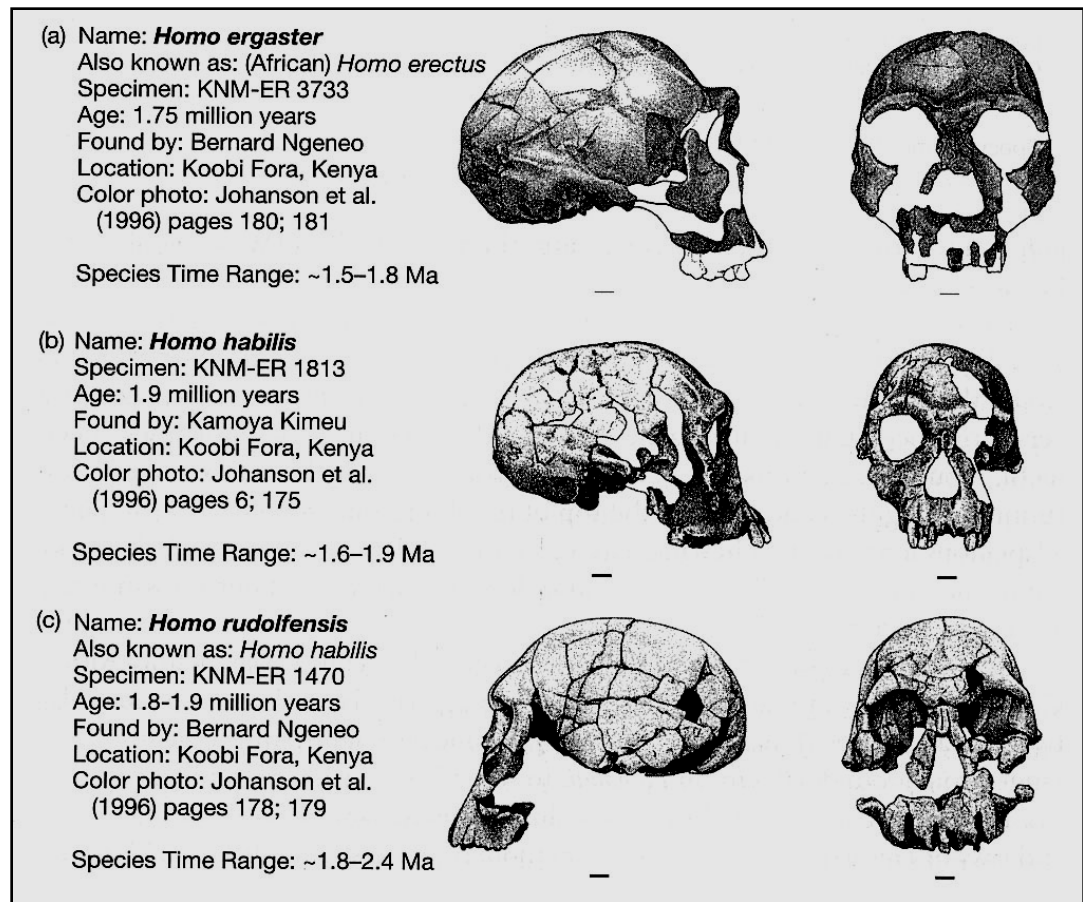 (a) Name: Homo ergaster
Also known as: (African) Homo erectus
Specimen: KNM-ER 3733
Age: 1.75 million years
Found by: Bernard Ngeneo
Location: Koobi Fora, Kenya
Color photo: Johanson et al.
(1996) pages 180; 181
Species Time Range: ~1.5–1.8 Ma
(b) Name: Homo habilis
Specimen: KNM-ER 1813
Age: 1.9 million years
Found by: Kamoya Kimeu
Location: Koobi Fora, Kenya
Color photo: Johanson et al.
(1996) pages 6; 175
Species Time Range: ~1.6–1.9 Ma
(c) Name: Homo rudolfensis
Also known as: Homo habilis
Specimen: KNM-ER 1470
Age: 1.8-1.9 million years
Found by: Bernard Ngeneo
Location: Koobi Fora, Kenya
Color photo: Johanson et al.
(1996) pages 178; 179
Species Time Range: ~1.8–2.4 Ma